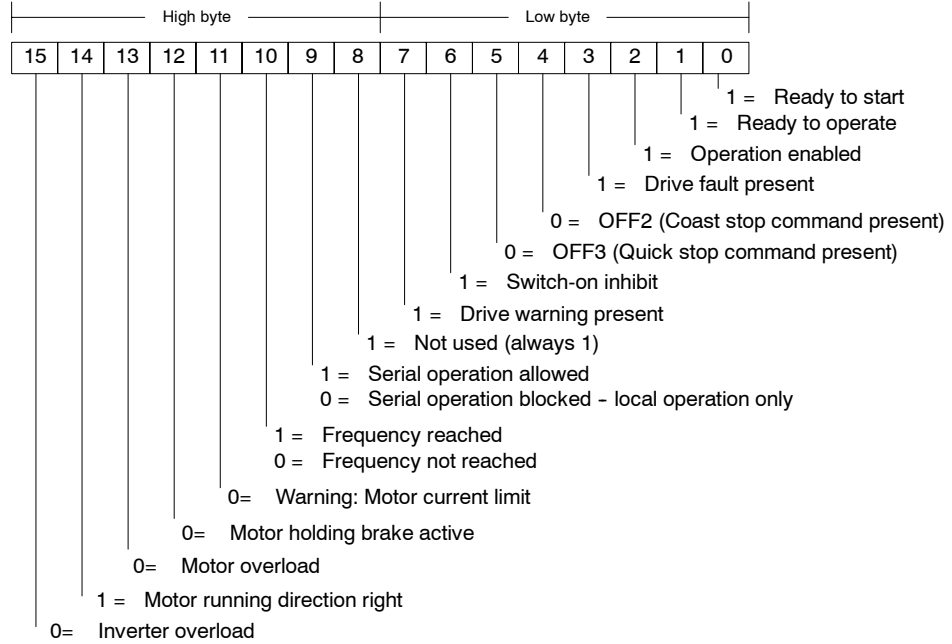 High byte Low byte
15 14 13 12 11 10 9 8 7 6 5 4 3 2 1 0
1 = Ready to start
1 = Ready to operate
1 = Operation enabled
1 = Drive fault present
0 = OFF2 (Coast stop command present)
0 = OFF3 (Quick stop command present)
1 = Switch-on inhibit
1 = Drive warning present
1 = Not used (always 1)
1 = Serial operation allowed
0 = Serial operation blocked - local operation only
1 = Frequency reached
0 = Frequency not reached
0= Warning: Motor current limit
0= Motor holding brake active
0= Motor overload
1 = Motor running direction right
0= Inverter overload